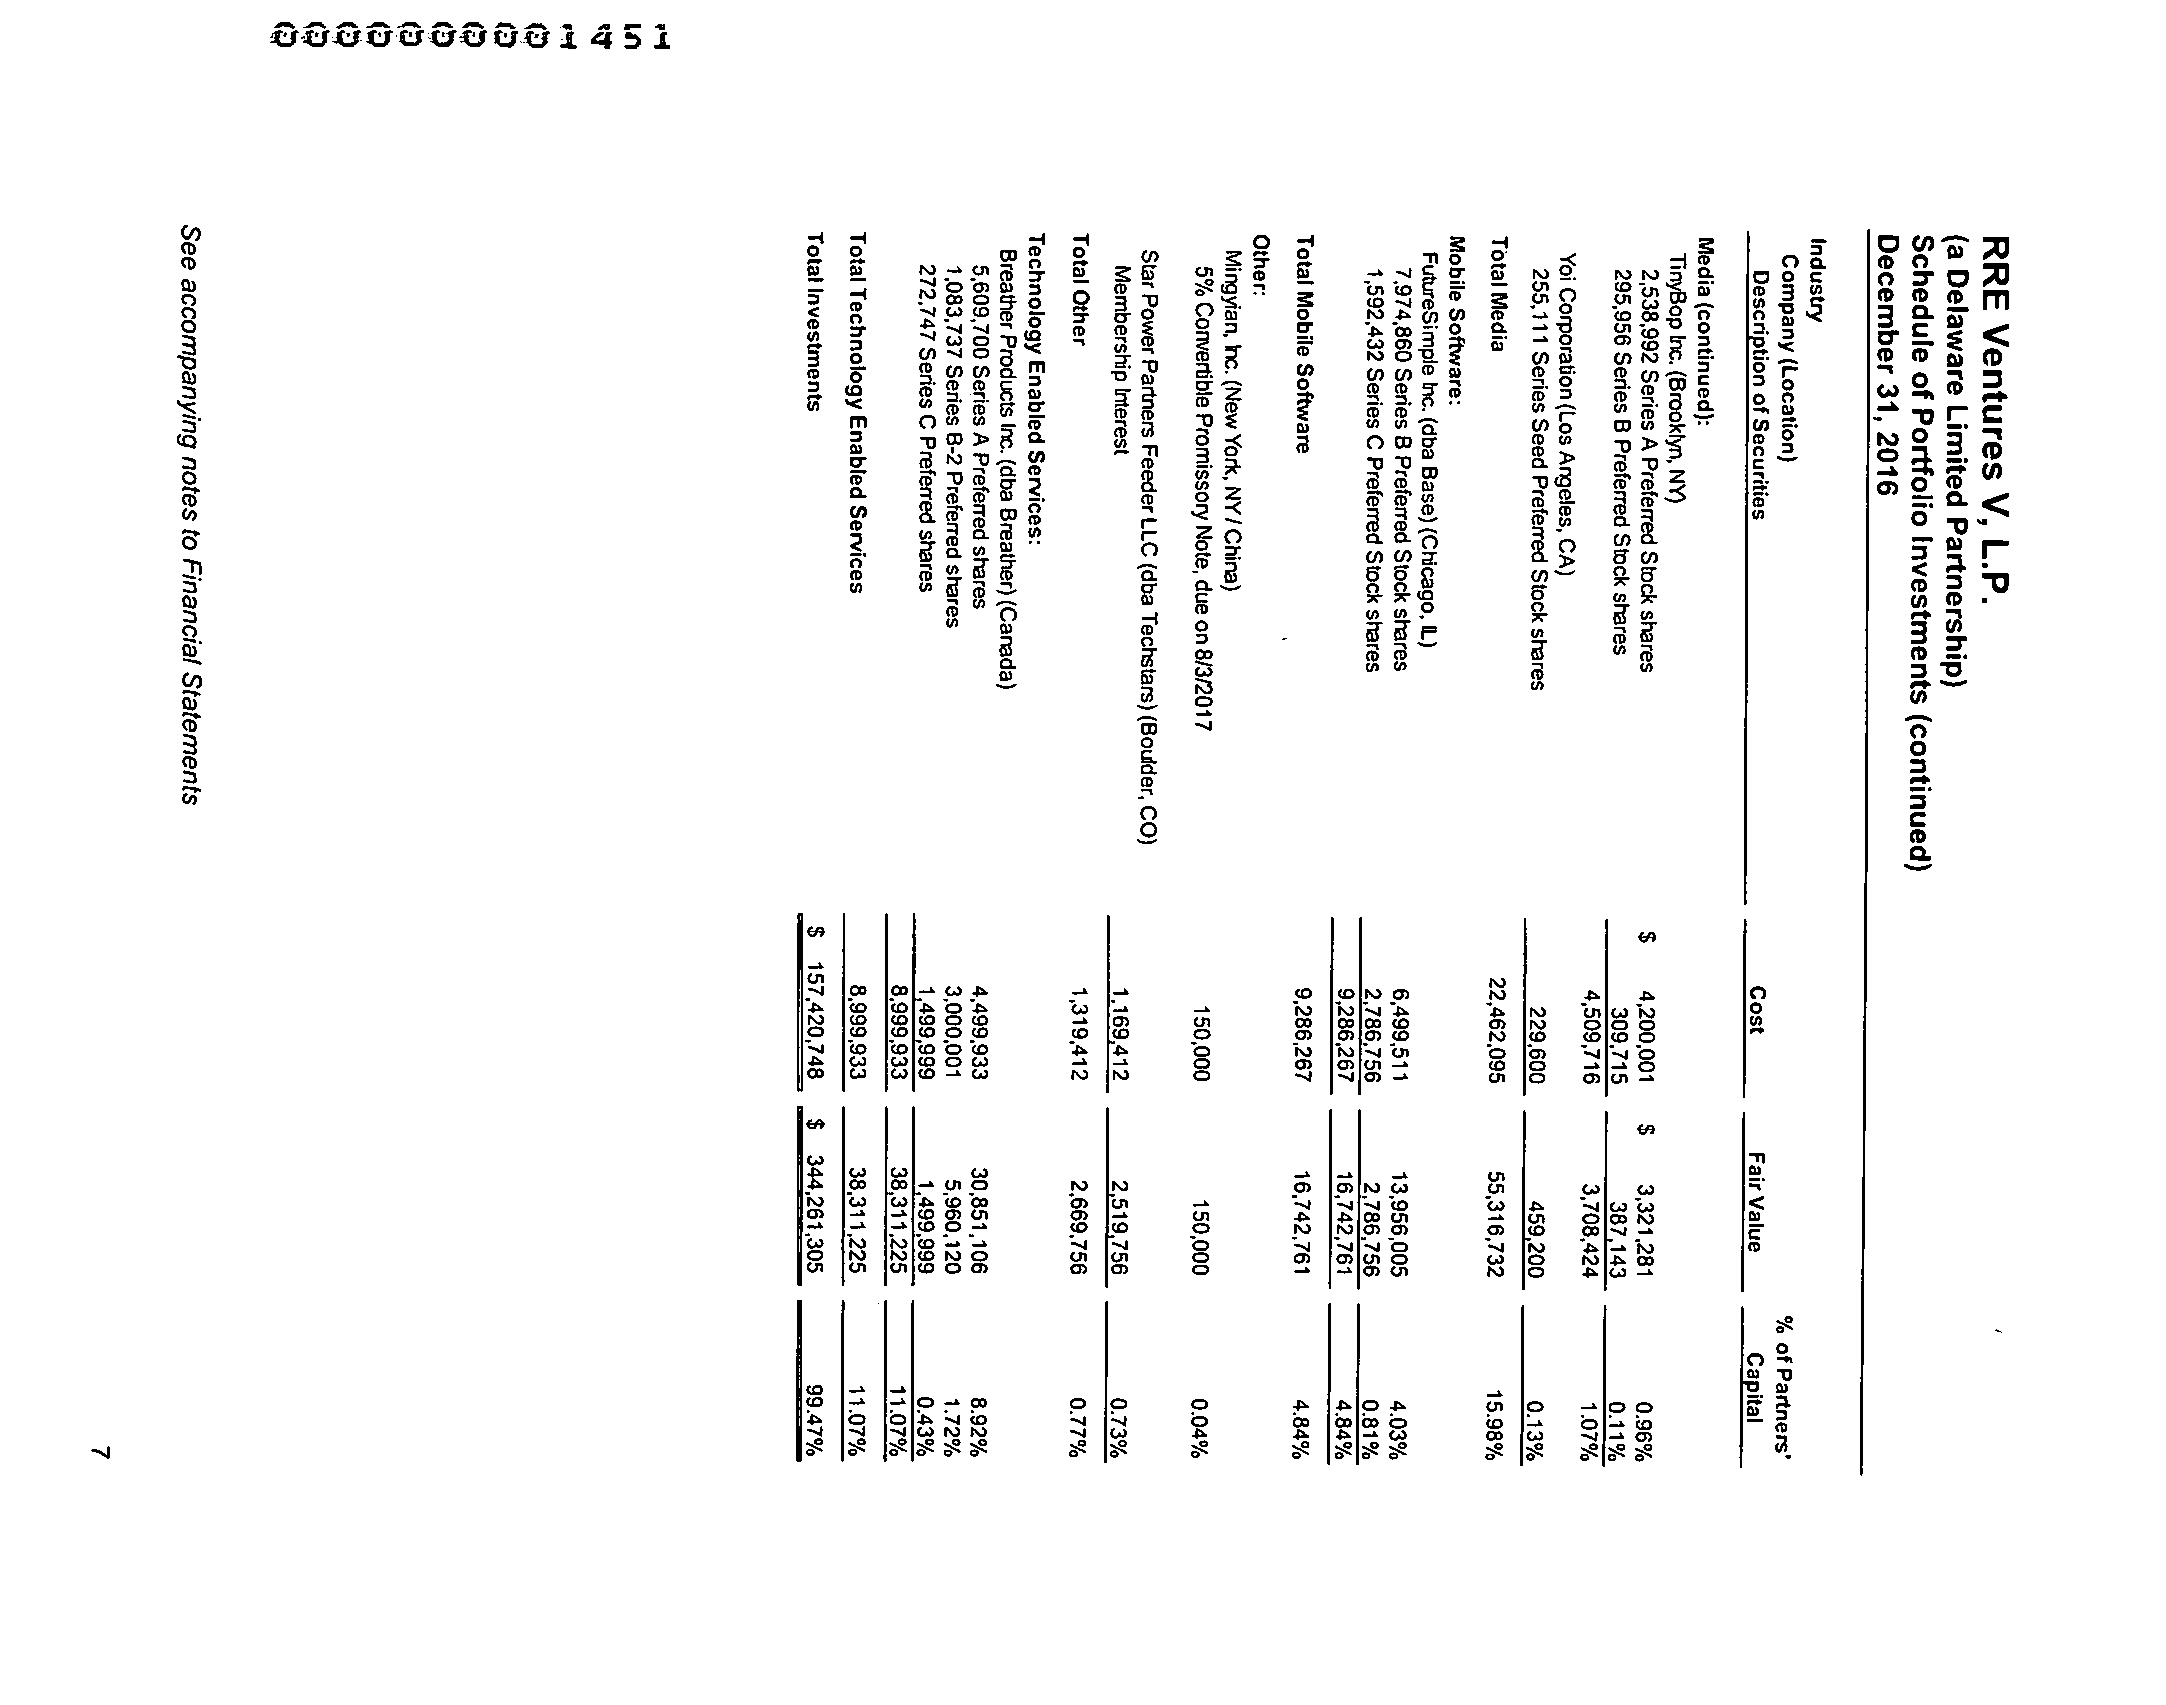 RRE Ventures V, L.P.
(a Delaware Limited Partnership)
Schedule of Portfolio Investments (continued)
December 31, 2016
Industry
Company (Location) % of Partners'
Description of Securities Cost Fair Value Capital
Media (continued):
TinyBop Inc. (Brooklyn, NY)
2,538,992 Series A Preferred Stock shares $ 4,200,001 $ 3,321,281 0.96%
295,956 Series B Preferred Stock shares 309,715 387,143 0.11%
4,509,716 3,708,424 1.07%
Yoi Corporation (Los Angeles, CA)
255,111 Series Seed Preferred Stock shares 229,600 459,200 0.13%
Total Media 22,462,095 55,316,732 15.98%
Mobile Software:
FutureSimple Inc. (dba Base) (Chicago, IL)
7,974,860 Series B Preferred Stock shares 6,499,511 13,956,005 4.03%
1,592,432 Series C Preferred Stock shares 2,786,756 2,786,756 0.81%
9,286,267 16,742,761 4.84%
Total Mobile Software 9,286,267 16,742,761 4.84%
Other:
Mingyian, Inc. (New York, NY / China)
5% Convertible Promissory Note, due on 8/3/2017 150,000 150,000 0.04%
Star Power Partners Feeder LLC (dba Techstars) (Boulder, CO)
Membership Interest 1,169,412 2,519,756 0.73%
Total Other 1,319,412 2,669,756 0.77%
Technology Enabled Services:
Breather Products Inc. (dba Breather) (Canada)
5,609,700 Series A Preferred shares 4,499,933 30,851,106 8.92%
1,083,737 Series B-2 Preferred shares 3,000,001 5,960,120 1.72%
272,747 Series C Preferred shares 1,499,999 1,499,999 0.43%
8,999,933 38,311,225 11.07%
Total Technology Enabled Services 8,999,933 38,311,225 11.07%
Total Investments $ 157,420,748 $ 344,261,305 99.47%
See accompanying notes to Financial Statements
7
0000000001451